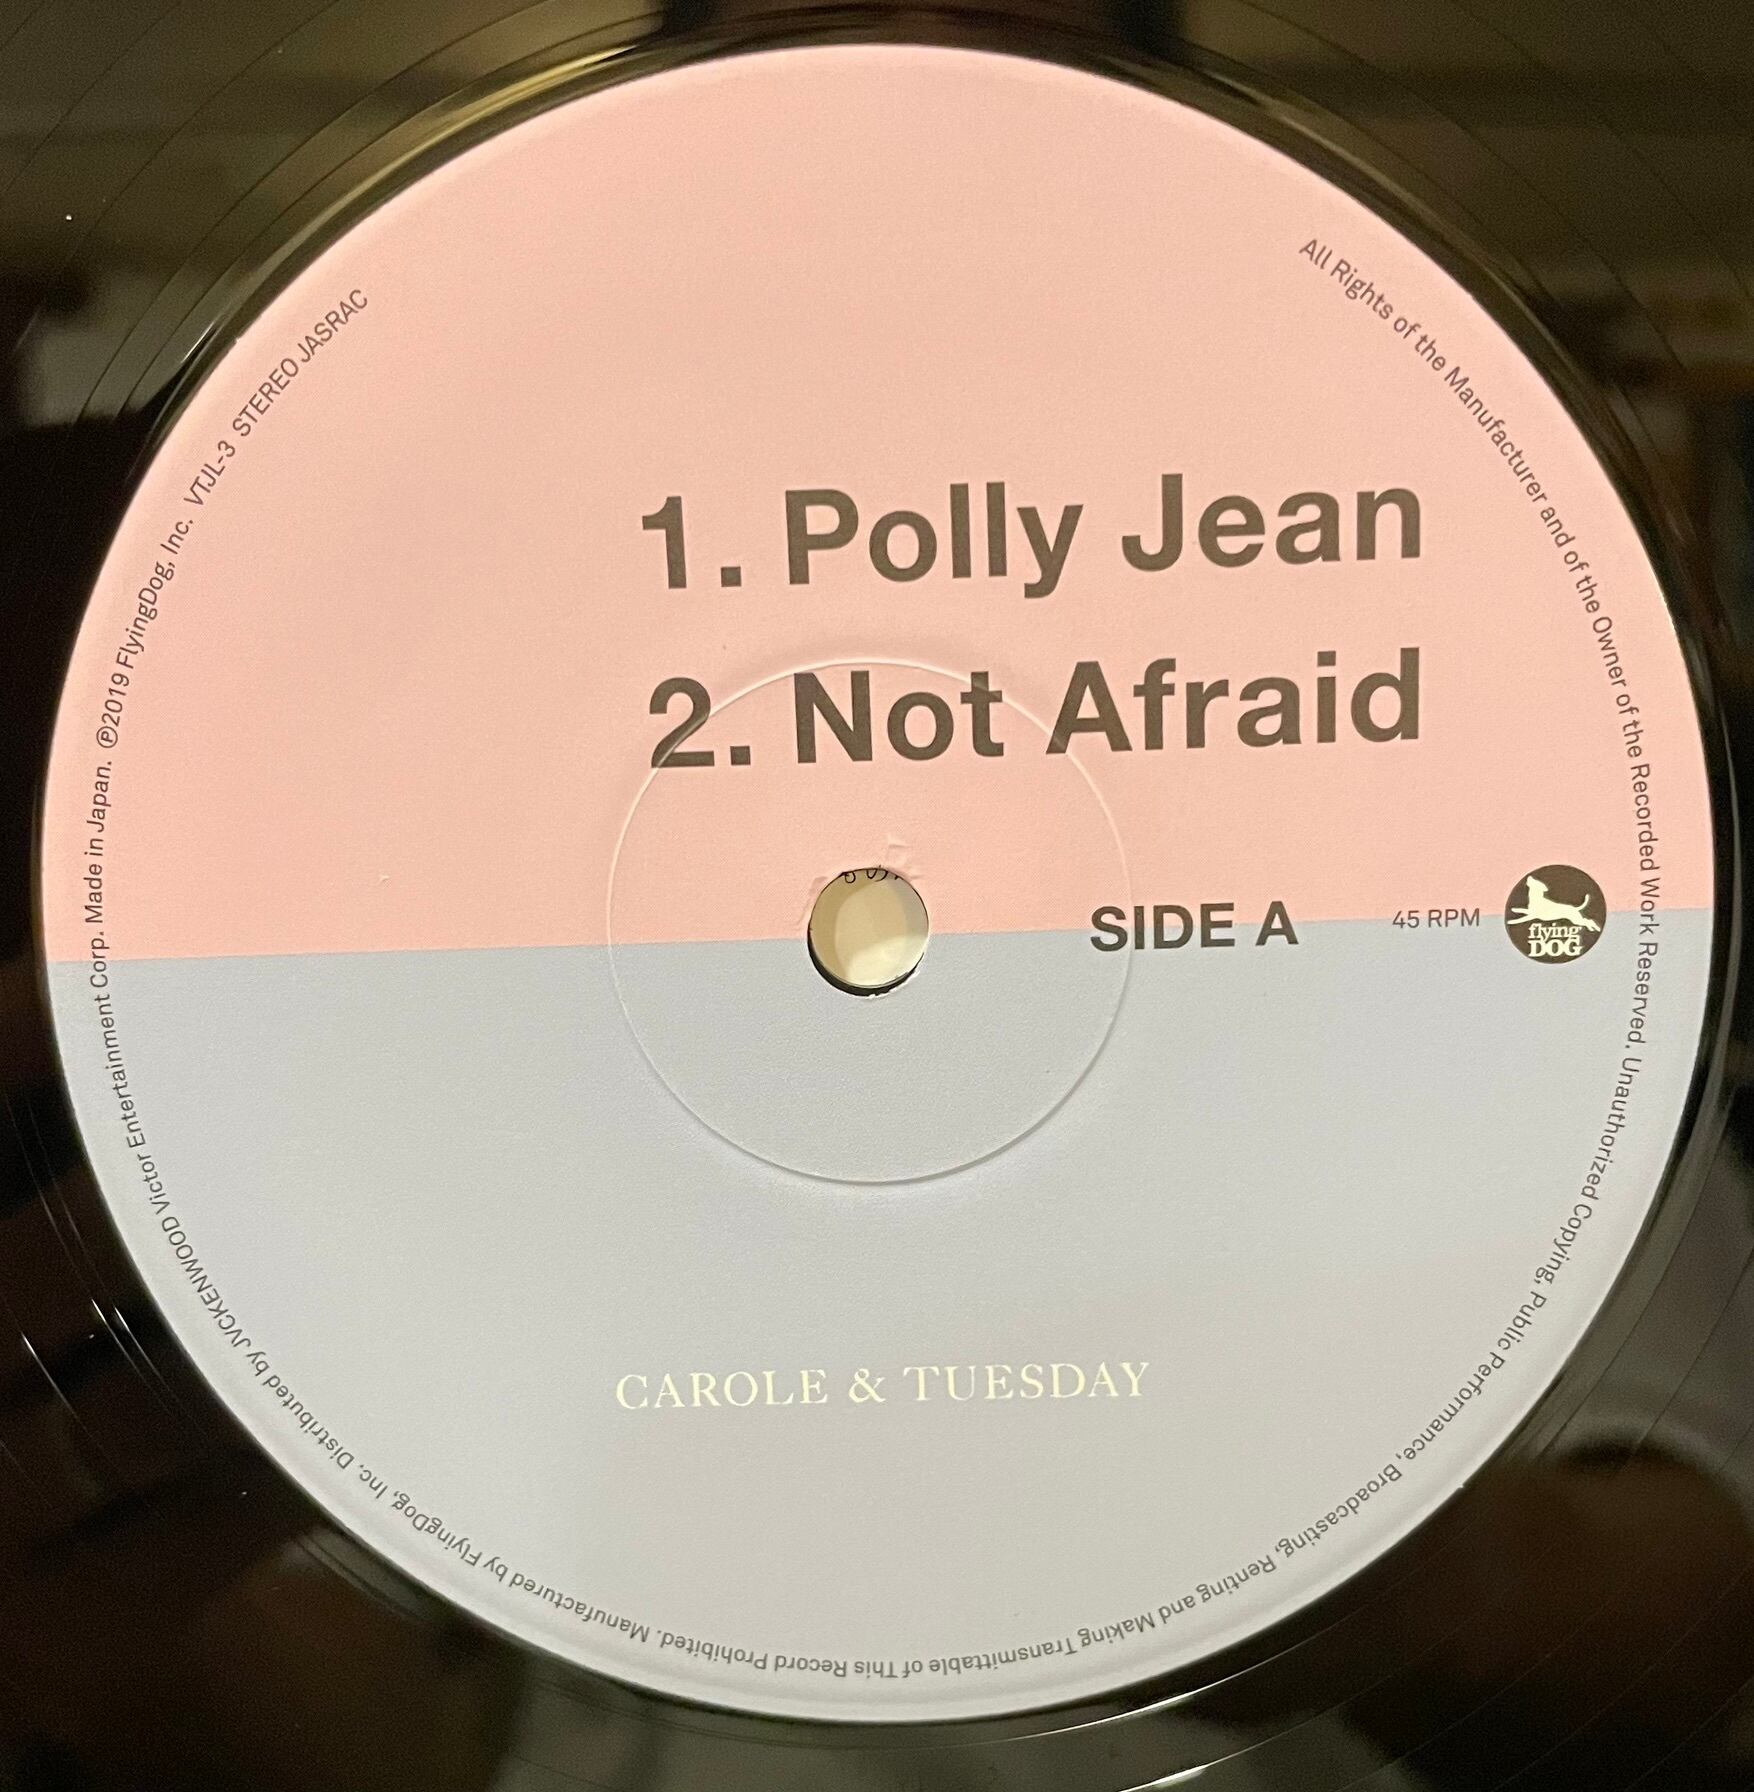 1. Polly Jean
2. Not Afraid
SIDE A
45 RPM
flying DOG
CAROLE & TUESDAY
All Rights of the Manufacturer and of the Owner of the Recorded Work Reserved. Unauthorized Copying, Public Performance, Broadcasting, Renting and Making Transmittable of This Record Prohibited. Manufactured by FlyingDog, Inc. Distributed by JVCKENWOOD Victor Entertainment Corp. Made in Japan. ℗2019 FlyingDog, Inc. VTJL-3 STEREO JASRAC